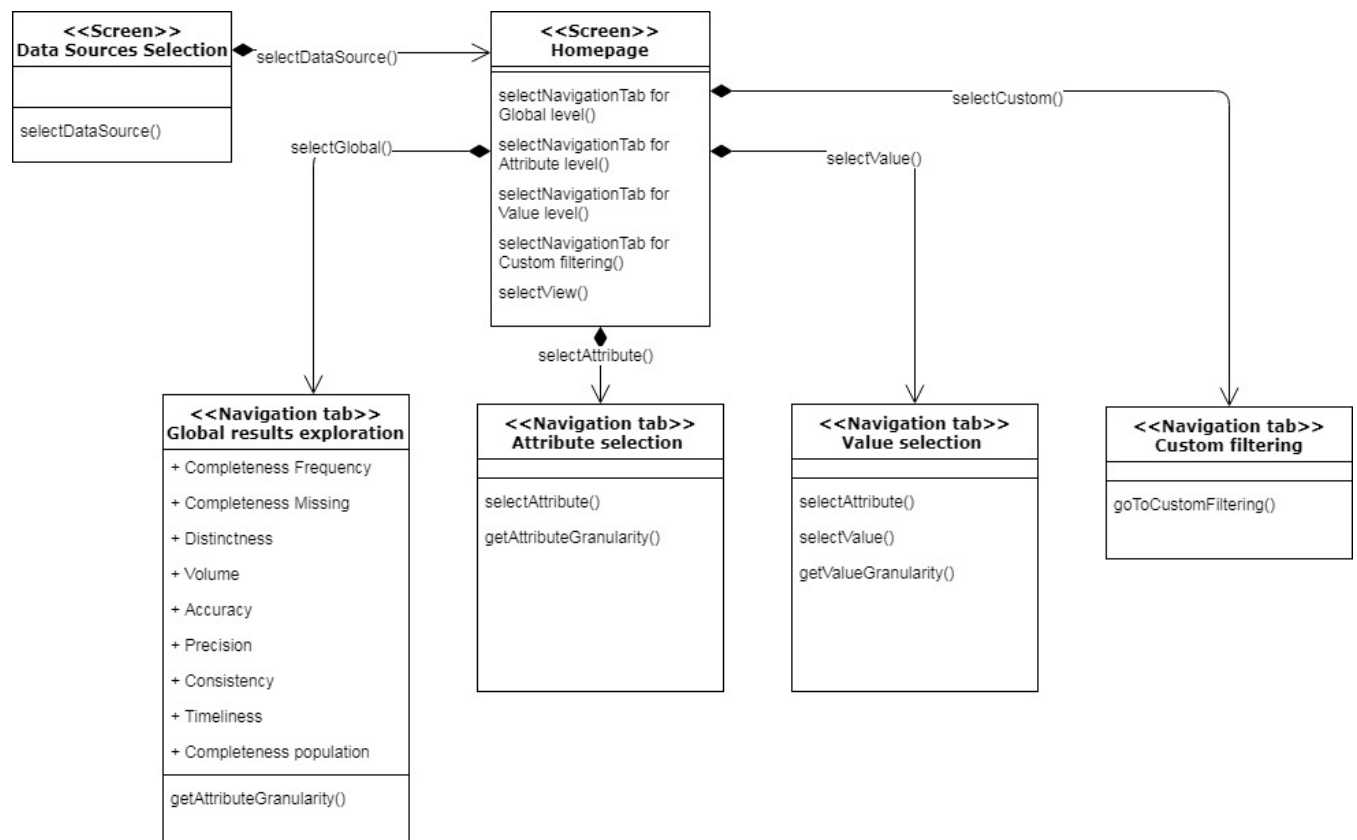 <<Screen>>
Data Sources Selection
selectDataSource()
selectDataSource()
<<Screen>>
Homepage
selectNavigationTab for
Global level()
selectNavigationTab for
Attribute level()
selectNavigationTab for
Value level()
selectNavigationTab for
Custom filtering()
selectView()
selectGlobal()
selectCustom()
selectValue()
selectAttribute()
<<Navigation tab>>
Global results exploration
+ Completeness Frequency
+ Completeness Missing
+ Distinctness
+ Volume
+ Accuracy
+ Precision
+ Consistency
+ Timeliness
+ Completeness population
getAttributeGranularity()
<<Navigation tab>>
Attribute selection
selectAttribute()
getAttributeGranularity()
<<Navigation tab>>
Value selection
selectAttribute()
selectValue()
getValueGranularity()
<<Navigation tab>>
Custom filtering
goToCustomFiltering()